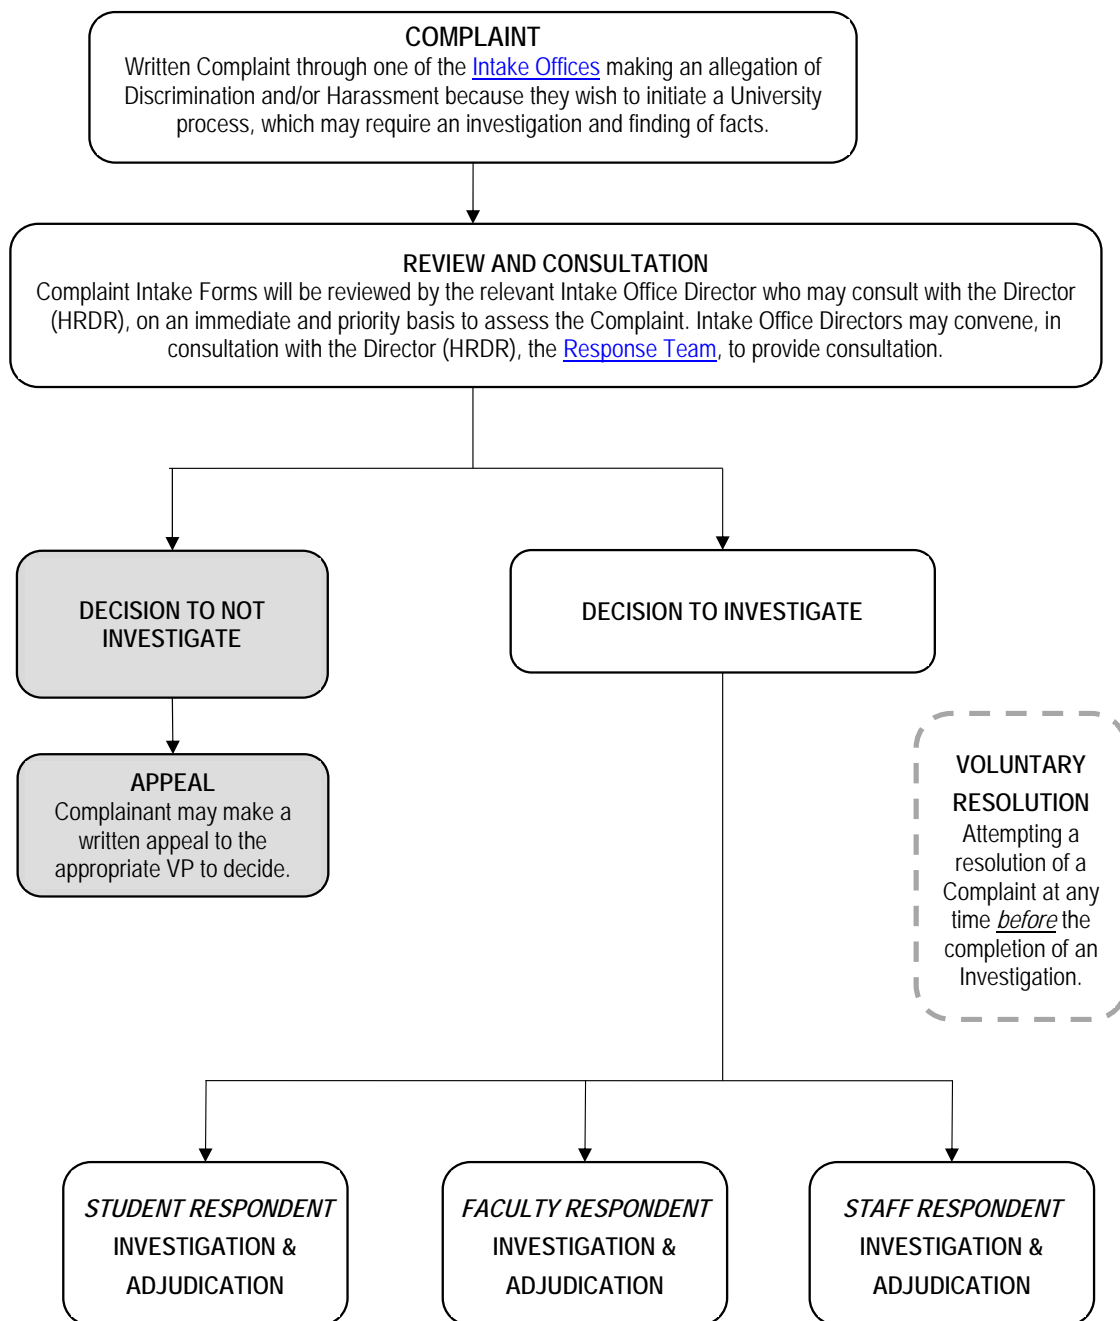 COMPLAINT
Written Complaint through one of the Intake Offices making an allegation of
Discrimination and/or Harassment because they wish to initiate a University
process, which may require an investigation and finding of facts.
REVIEW AND CONSULTATION
Complaint Intake Forms will be reviewed by the relevant Intake Office Director who may consult with the Director
(HRDR), on an immediate and priority basis to assess the Complaint. Intake Office Directors may convene, in
consultation with the Director (HRDR), the Response Team, to provide consultation.
DECISION TO NOT
INVESTIGATE
DECISION TO INVESTIGATE
APPEAL
Complainant may make a
written appeal to the
appropriate VP to decide.
VOLUNTARY
RESOLUTION
Attempting a
resolution of a
Complaint at any
time before the
completion of an
Investigation.
STUDENT RESPONDENT
INVESTIGATION &
ADJUDICATION
FACULTY RESPONDENT
INVESTIGATION &
ADJUDICATION
STAFF RESPONDENT
INVESTIGATION &
ADJUDICATION